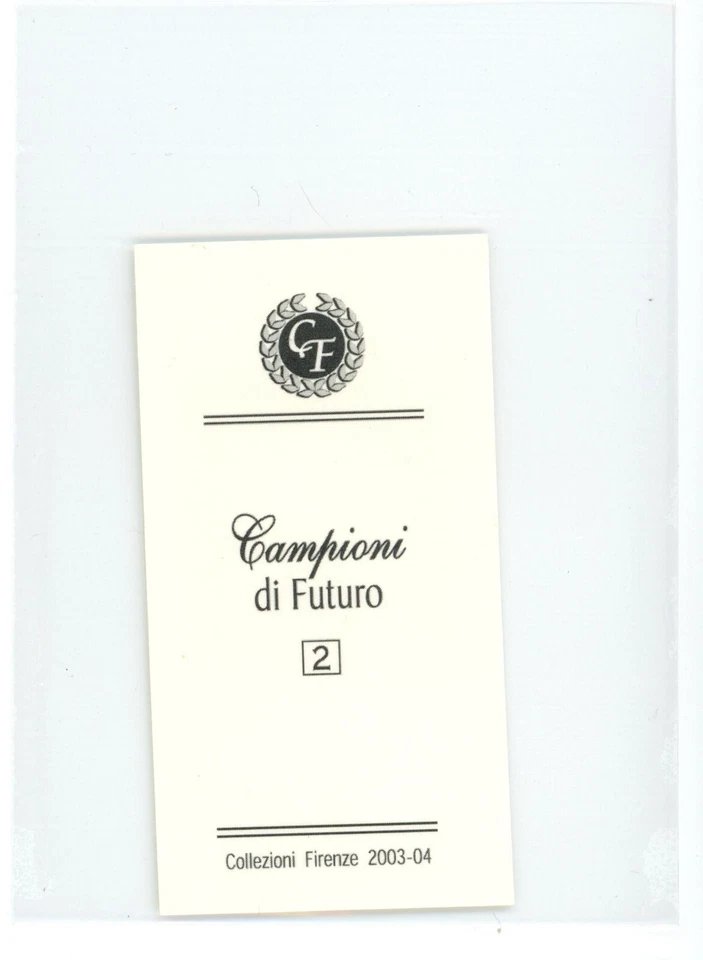 CF
Campioni
di Futuro
2
Collezioni Firenze 2003-04